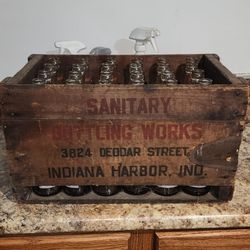 SANITARY
BOTTLING WORKS
3824 DEODAR STREET,
INDIANA HARBOR, IND.